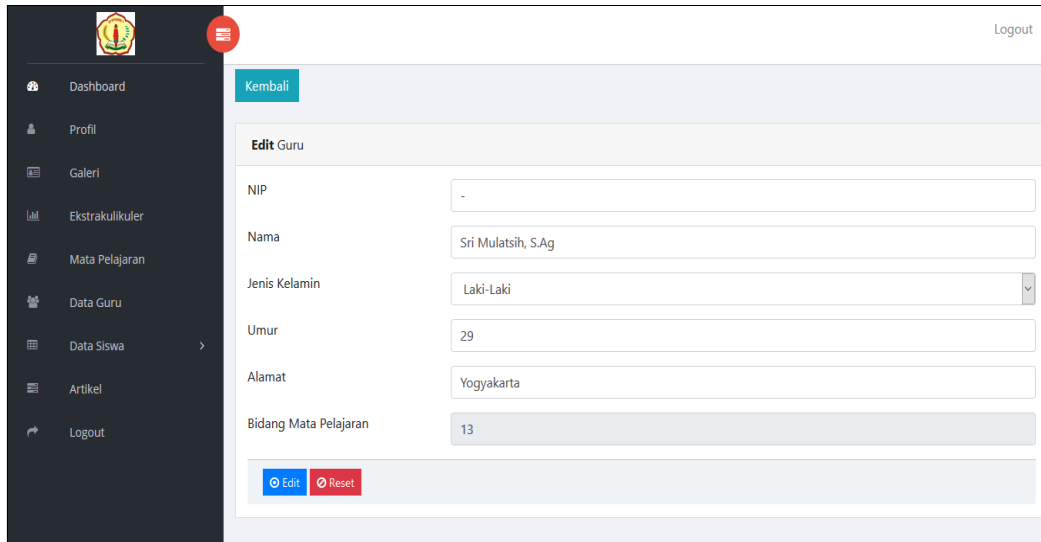 Logout
Dashboard
Profil
Galeri
Ekstrakulikuler
Mata Pelajaran
Data Guru
Data Siswa
Artikel
Logout
Kembali
Edit Guru
NIP
-
Nama
Sri Mulatsih, S.Ag
Jenis Kelamin
Laki-Laki
Umur
29
Alamat
Yogyakarta
Bidang Mata Pelajaran
13
Edit
Reset